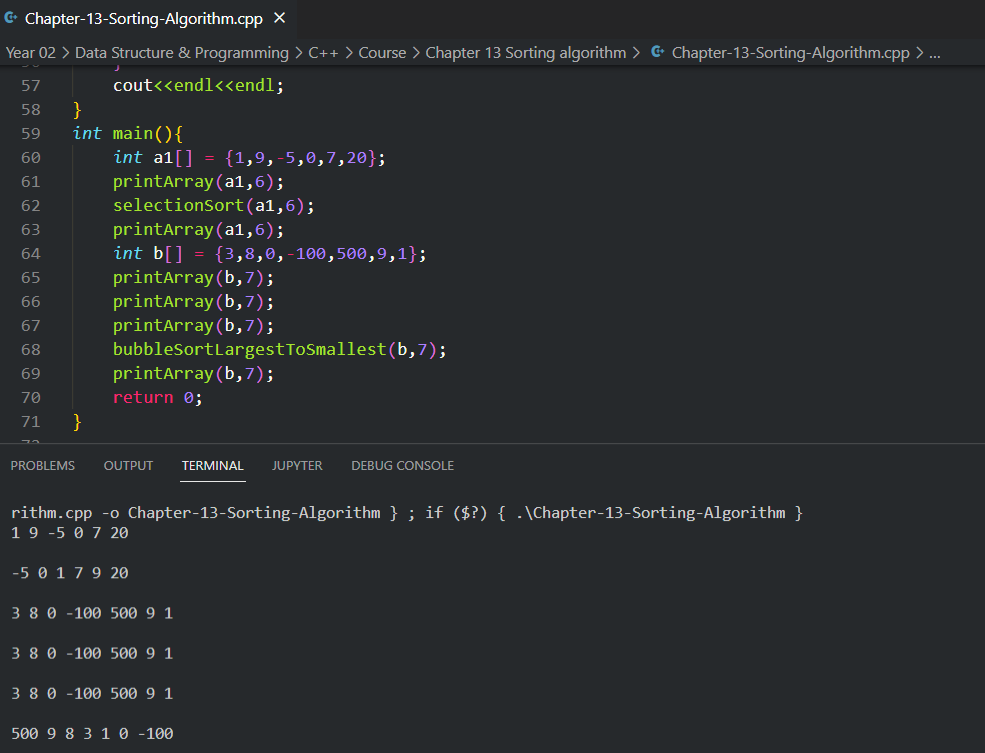 Chapter-13-Sorting-Algorithm.cpp ×
Year 02 > Data Structure & Programming > C++ > Course > Chapter 13 Sorting algorithm > Chapter-13-Sorting-Algorithm.cpp > ...
56 }
57 cout<<endl<<endl;
58 }
59 int main(){
60 int a1[] = {1,9,-5,0,7,20};
61 printArray(a1,6);
62 selectionSort(a1,6);
63 printArray(a1,6);
64 int b[] = {3,8,0,-100,500,9,1};
65 printArray(b,7);
66 printArray(b,7);
67 printArray(b,7);
68 bubbleSortLargestToSmallest(b,7);
69 printArray(b,7);
70 return 0;
71 }
72
PROBLEMS OUTPUT TERMINAL JUPYTER DEBUG CONSOLE
rithm.cpp -o Chapter-13-Sorting-Algorithm } ; if ($?) { .\Chapter-13-Sorting-Algorithm }
1 9 -5 0 7 20
-5 0 1 7 9 20
3 8 0 -100 500 9 1
3 8 0 -100 500 9 1
3 8 0 -100 500 9 1
500 9 8 3 1 0 -100